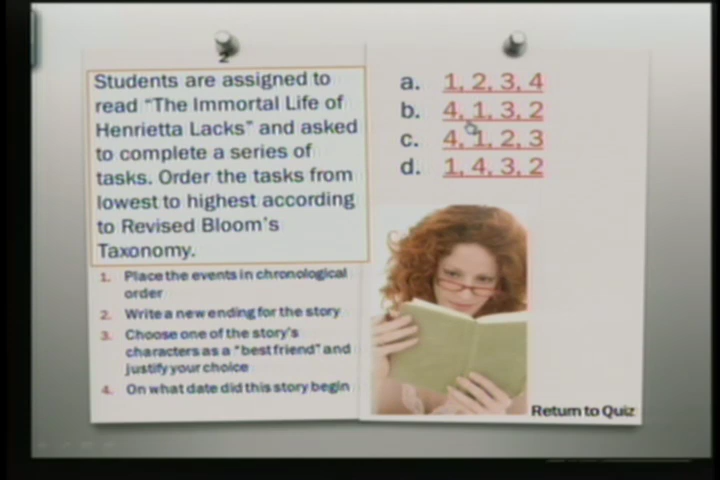 2
Students are assigned to
read "The Immortal Life of
Henrietta Lacks" and asked
to complete a series of
tasks. Order the tasks from
lowest to highest according
to Revised Bloom's
Taxonomy.
1. Place the events in chronological
order
2. Write a new ending for the story
3. Choose one of the story's
characters as a "best friend" and
justify your choice
4. On what date did this story begin
a. 1, 2, 3, 4
b. 4, 1, 3, 2
c. 4, 1, 2, 3
d. 1, 4, 3, 2
Return to Quiz